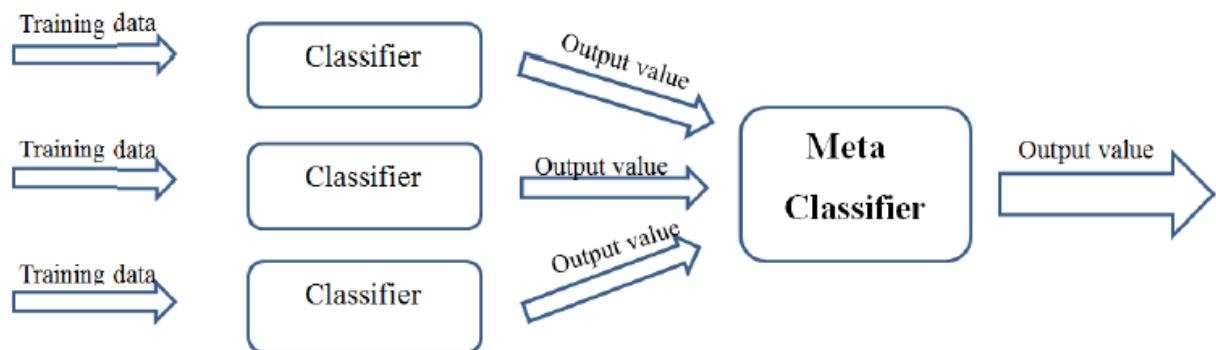 Training data
Classifier
Output value
Training data
Classifier
Output value
Training data
Classifier
Output value
Meta
Classifier
Output value